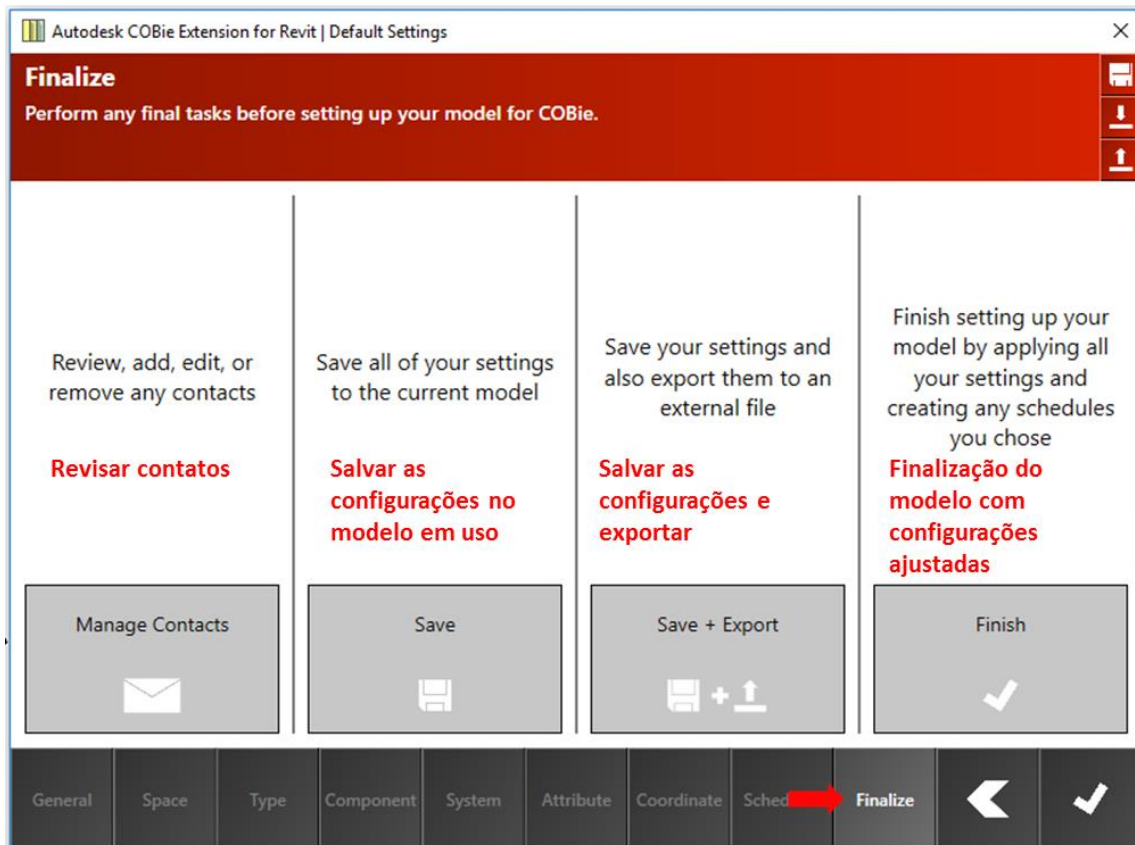 Autodesk COBie Extension for Revit | Default Settings
Finalize
Perform any final tasks before setting up your model for COBie.
Review, add, edit, or
remove any contacts
Revisar contatos
Manage Contacts
Save all of your settings
to the current model
Salvar as
configurações no
modelo em uso
Save
Save your settings and
also export them to an
external file
Salvar as
configurações e
exportar
Save + Export
Finish setting up your
model by applying all
your settings and
creating any schedules
you chose
Finalização do
modelo com
configurações
ajustadas
Finish
General Space Type Component System Attribute Coordinate Sched Finalize